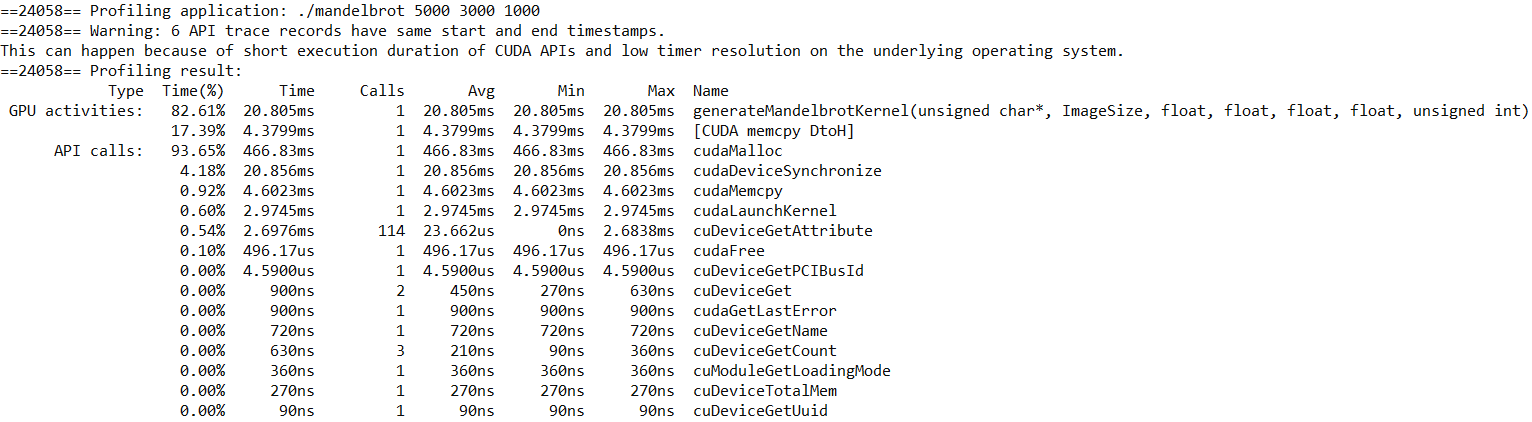 ==24058== Profiling application: ./mandelbrot 5000 3000 1000
==24058== Warning: 6 API trace records have same start and end timestamps.
This can happen because of short execution duration of CUDA APIs and low timer resolution on the underlying operating system.
==24058== Profiling result:
            Type  Time(%)      Time     Calls       Avg       Min       Max  Name
 GPU activities:   82.61%  20.805ms         1  20.805ms  20.805ms  20.805ms  generateMandelbrotKernel(unsigned char*, ImageSize, float, float, float, float, unsigned int)
                   17.39%  4.3799ms         1  4.3799ms  4.3799ms  4.3799ms  [CUDA memcpy DtoH]
      API calls:   93.65%  466.83ms         1  466.83ms  466.83ms  466.83ms  cudaMalloc
                    4.18%  20.856ms         1  20.856ms  20.856ms  20.856ms  cudaDeviceSynchronize
                    0.92%  4.6023ms         1  4.6023ms  4.6023ms  4.6023ms  cudaMemcpy
                    0.60%  2.9745ms         1  2.9745ms  2.9745ms  2.9745ms  cudaLaunchKernel
                    0.54%  2.6976ms       114  23.662us       0ns  2.6838ms  cuDeviceGetAttribute
                    0.10%  496.17us         1  496.17us  496.17us  496.17us  cudaFree
                    0.00%  4.5900us         1  4.5900us  4.5900us  4.5900us  cuDeviceGetPCIBusId
                    0.00%     900ns         2     450ns     270ns     630ns  cuDeviceGet
                    0.00%     900ns         1     900ns     900ns     900ns  cudaGetLastError
                    0.00%     720ns         1     720ns     720ns     720ns  cuDeviceGetName
                    0.00%     630ns         3     210ns      90ns     360ns  cuDeviceGetCount
                    0.00%     360ns         1     360ns     360ns     360ns  cuModuleGetLoadingMode
                    0.00%     270ns         1     270ns     270ns     270ns  cuDeviceTotalMem
                    0.00%      90ns         1      90ns      90ns      90ns  cuDeviceGetUuid